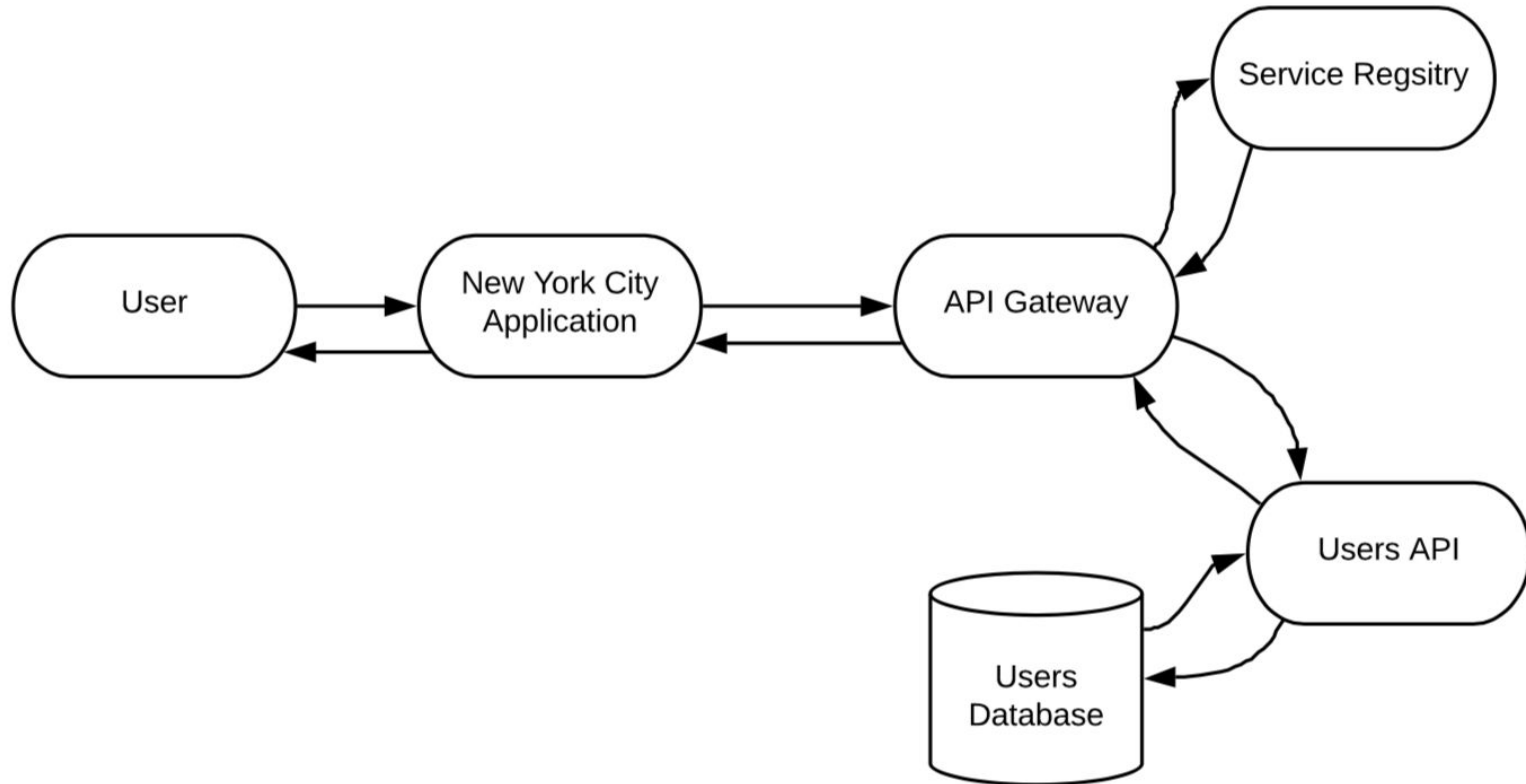 Service Regsitry
User
New York City
Application
API Gateway
Users API
Users
Database